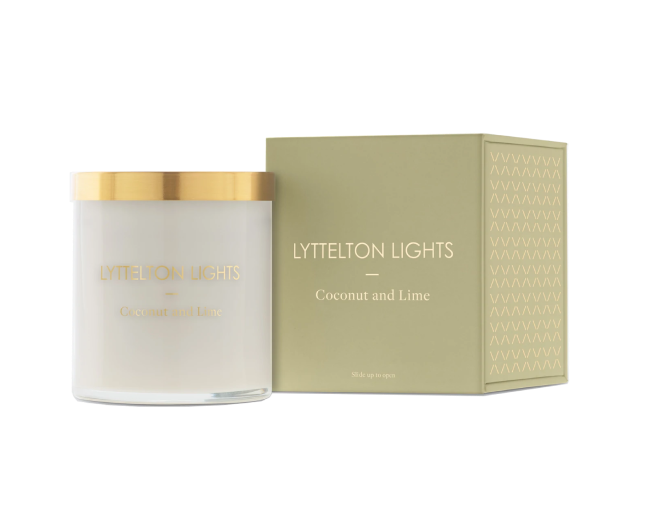 LYTTELTON LIGHTS
Coconut and Lime
LYTTELTON LIGHTS
Coconut and Lime
Slide up to open